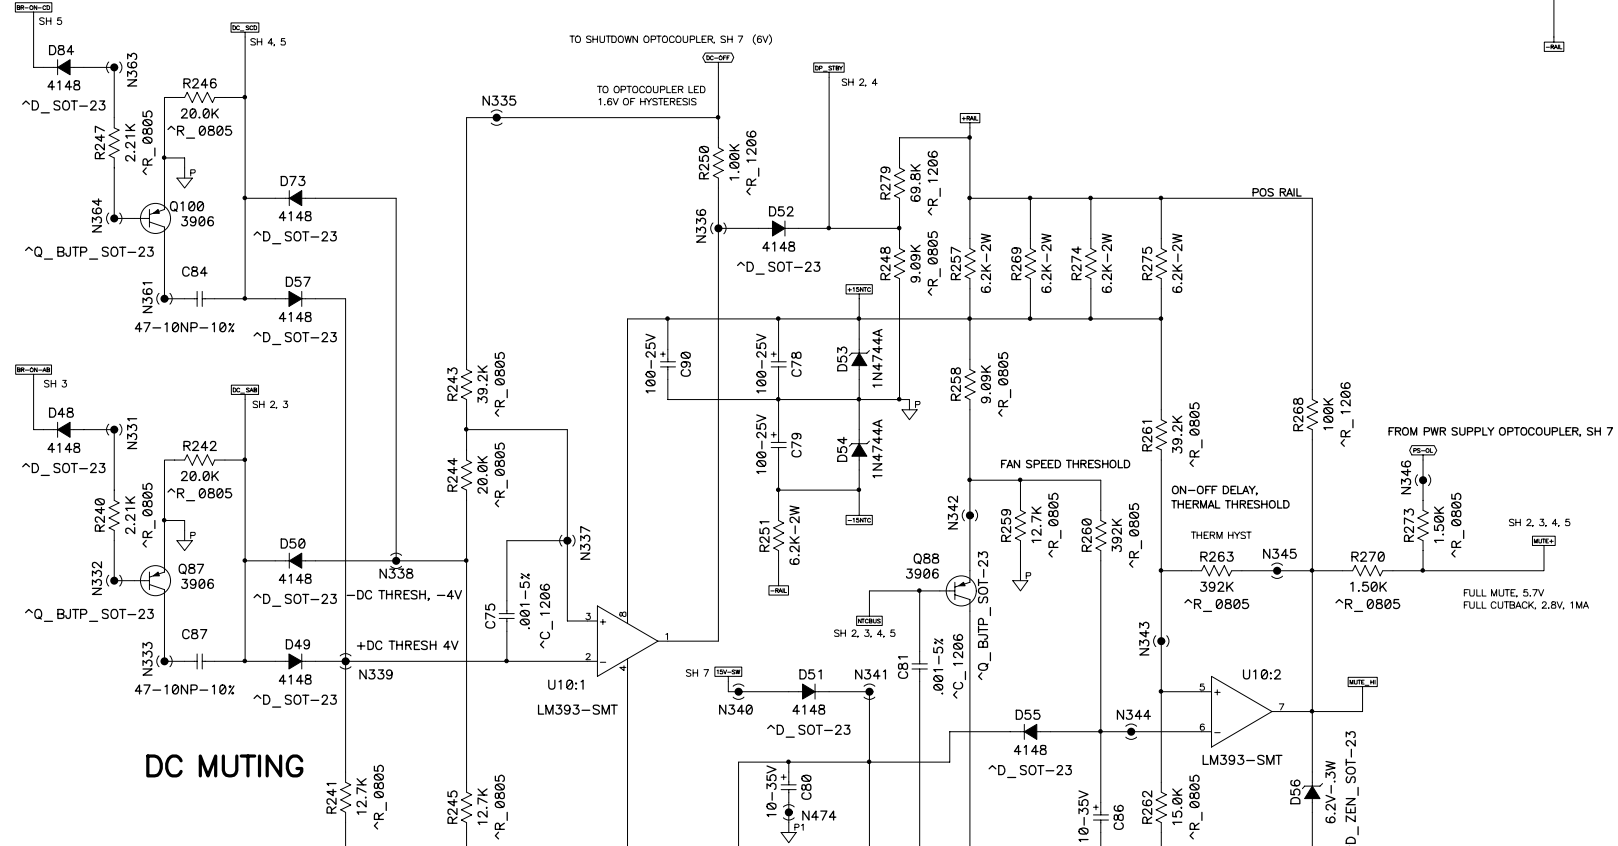 BR-ON-CD
SH 5
D84
4148
^D_SOT-23
N363
R247
2.21K
^R_0805
N364
Q100
3906
^Q_BJTP_SOT-23
N361
C84
47-10NP-10%
R246
20.0K
^R_0805
P
DC_SCD
SH 4, 5
D73
4148
^D_SOT-23
D57
4148
^D_SOT-23
BR-ON-AB
SH 3
D48
4148
^D_SOT-23
N331
R240
2.21K
^R_0805
N332
Q87
3906
^Q_BJTP_SOT-23
N333
C87
47-10NP-10%
R242
20.0K
^R_0805
P
DC_SAB
SH 2, 3
D50
4148
^D_SOT-23
N338
-DC THRESH, -4V
D49
4148
^D_SOT-23
+DC THRESH 4V
N339
DC MUTING
R241
12.7K
^R_0805
R245
12.7K
^R_0805
R243
39.2K
^R_0805
R244
20.0K
^R_0805
N335
TO SHUTDOWN OPTOCOUPLER, SH 7 (6V)
DC-OFF
TO OPTOCOUPLER LED
1.6V OF HYSTERESIS
R250
1.00K
^R_1206
N336
D52
4148
^D_SOT-23
DP_STBY
SH 2, 4
N337
C75
.001-5%
^C_1206
3
+
2
-
8
4
1
U10:1
LM393-SMT
+RAIL
R279
69.8K
^R_1206
R248
9.09K
^R_0805
R257
6.2K-2W
R269
6.2K-2W
R274
6.2K-2W
R275
6.2K-2W
POS RAIL
-RAIL
+15NTC
100-25V
+
C90
100-25V
+
C78
D53
1N4744A
100-25V
+
C79
D54
1N4744A
P
-15NTC
R251
6.2K-2W
-RAIL
R258
9.09K
^R_0805
FAN SPEED THRESHOLD
N342
R259
12.7K
^R_0805
P
R260
392K
^R_0805
Q88
3906
^Q_BJTP_SOT-23
NTCBUS
SH 2, 3, 4, 5
C81
.001-5%
^C_1206
SH 7
15V-SW
N340
D51
4148
^D_SOT-23
N341
10-35V
+
C80
N474
P1
D55
4148
^D_SOT-23
N344
10-35V
+
C86
R261
39.2K
^R_0805
ON-OFF DELAY,
THERMAL THRESHOLD
THERM HYST
R263
392K
^R_0805
N345
N343
R262
15.0K
^R_0805
R268
100K
^R_1206
R270
1.50K
^R_0805
FROM PWR SUPPLY OPTOCOUPLER, SH 7
PS-OL
N346
R273
1.50K
^R_0805
SH 2, 3, 4, 5
MUTE+
FULL MUTE, 5.7V
FULL CUTBACK, 2.8V, 1MA
5
+
6
-
7
U10:2
LM393-SMT
MUTE_HI
D56
6.2V-.3W
D_ZEN_SOT-23